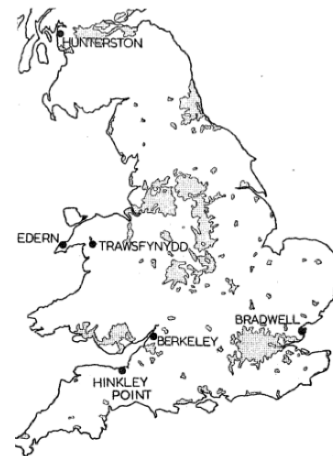 HUNTERSTON
EDERN
TRAWSFYNYDD
BRADWELL
BERKELEY
HINKLEY
POINT